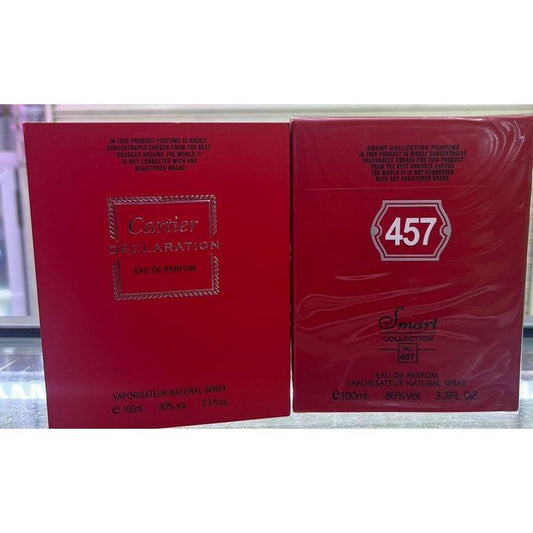 IN THIS PRODUCT PERFUME IS HIGHLY
CONCENTRATED CHOSEN FROM THE BEST
SOURCES AROUND THE WORLD IT
IS NOT CONNECTED WITH ANY
REGISTERED BRAND
Cartier
DÉCLARATION
EAU DE PARFUM
VAPORISATEUR NATURAL SPRAY
e100ml. 80% vol. 3.3 fl.oz.
SMART COLLECTION PERFUME
IN THIS PRODUCT IS HIGHLY CONCENTRATED
FRAGRANCES CHOSEN FOR THIS PRODUCT
FROM THE BEST SOURCES AROUND
THE WORLD IT IS NOT CONNECTED
WITH ANY REGISTERED BRAND
457
Smart
COLLECTION
No.
457
EAU DE PARFUM
VAPORISATEUR NATURAL SPRAY
e100ml. 80%Vol. 3.3FL.OZ.